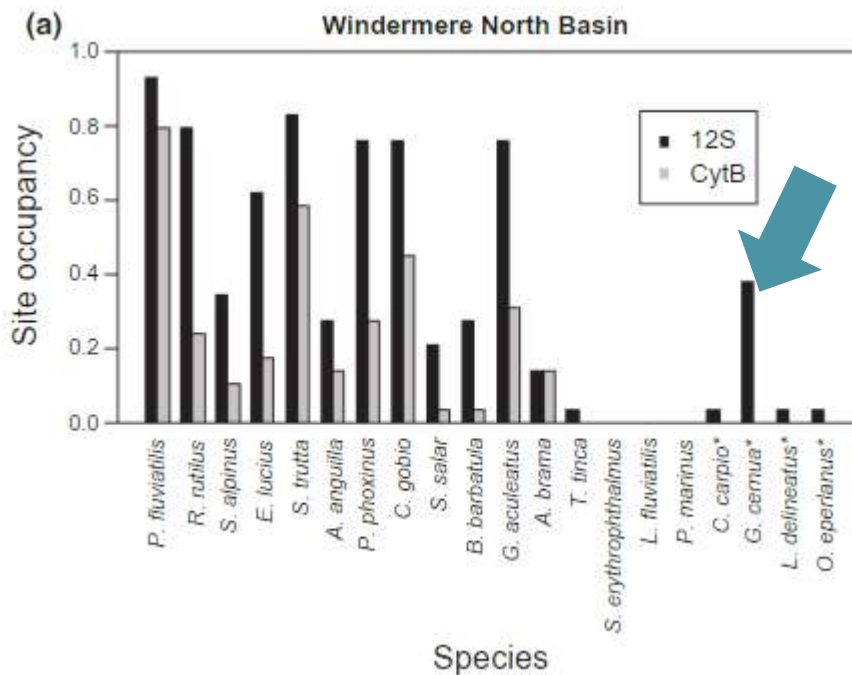 (a) Windermere North Basin
Site occupancy
1.0
0.8
0.6
0.4
0.2
0.0
12S
CytB
P. fluviatilis
R. rutilus
S. alpinus
E. lucius
S. trutta
A. anguilla
P. phoxinus
C. gobio
S. salar
B. barbatula
G. aculeatus
A. brama
T. tinca
S. erythrophthalmus
L. fluviatilis
P. marinus
C. carpio*
G. cernua*
L. delineatus*
O. eperlanus*
Species